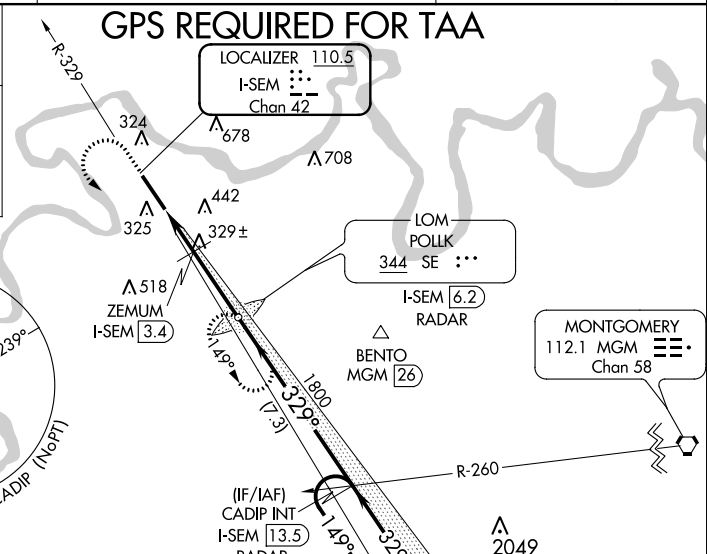 GPS REQUIRED FOR TAA
R-329
LOCALIZER 110.5
I-SEM
Chan 42
324
678
708
442
325
329±
LOM
POLLK
344 SE
I-SEM 6.2
RADAR
518
ZEMUM
I-SEM 3.4
BENTO
MGM 26
MONTGOMERY
112.1 MGM
Chan 58
239°
CADIP (NoPT)
149°
(7.3)
1800
329°
R-260
(IF/IAF)
CADIP INT
I-SEM 13.5
RADAR
149°
329
2049